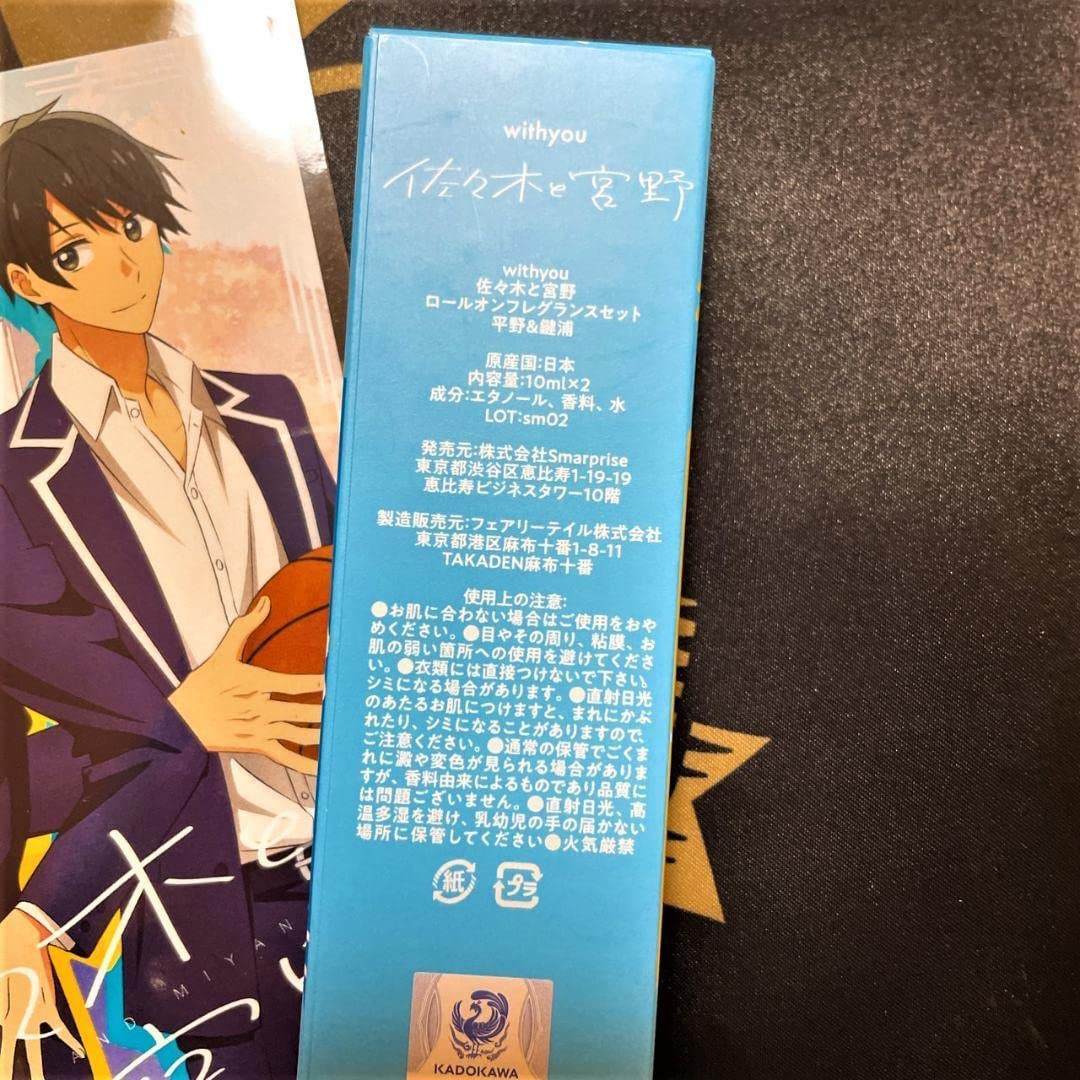 withyou
佐々木と宮野
withyou
佐々木と宮野
ロールオンフレグランスセット
平野&鍵浦
原産国:日本
内容量:10ml×2
成分:エタノール、香料、水
LOT:sm02
発売元:株式会社Smarprise
東京都渋谷区恵比寿1-19-19
恵比寿ビジネスタワー10階
製造販売元:フェアリーテイル株式会社
東京都港区麻布十番1-8-11
TAKADEN麻布十番
使用上の注意:
●お肌に合わない場合はご使用をおや
めください。●目やその周り、粘膜、お
肌の弱い箇所への使用を避けてくださ
い。●衣類には直接つけないで下さい。
シミになる場合があります。●直射日光
のあたるお肌につけますと、まれにかぶ
れたり、シミになることがありますので、
ご注意ください。●通常の保管でごくま
れに澱や変色が見られる場合がありま
すが、香料由来によるものであり品質に
は問題ございません。●直射日光、高
温多湿を避け、乳幼児の手の届かない
場所に保管してください●火気厳禁
紙 プラ
KADOKAWA
木
AND MIYAN